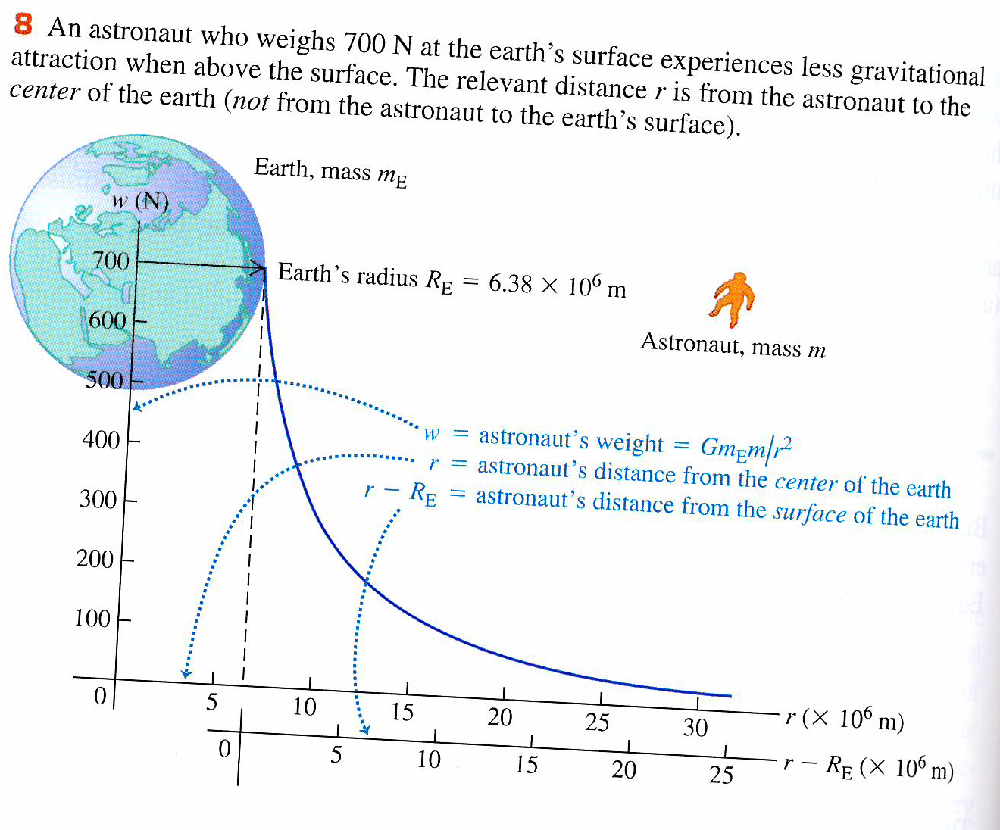 8 An astronaut who weighs 700 N at the earth's surface experiences less gravitational
attraction when above the surface. The relevant distance r is from the astronaut to the
center of the earth (not from the astronaut to the earth's surface).
Earth, mass mE
w (N)
700
Earth's radius RE = 6.38 × 10⁶ m
600
Astronaut, mass m
500
w = astronaut's weight = GmEm/r²
400
r = astronaut's distance from the center of the earth
300
r − RE = astronaut's distance from the surface of the earth
200
100
0 5 10 15 20 25 30 r (× 10⁶ m)
0 5 10 15 20 25 r − RE (× 10⁶ m)